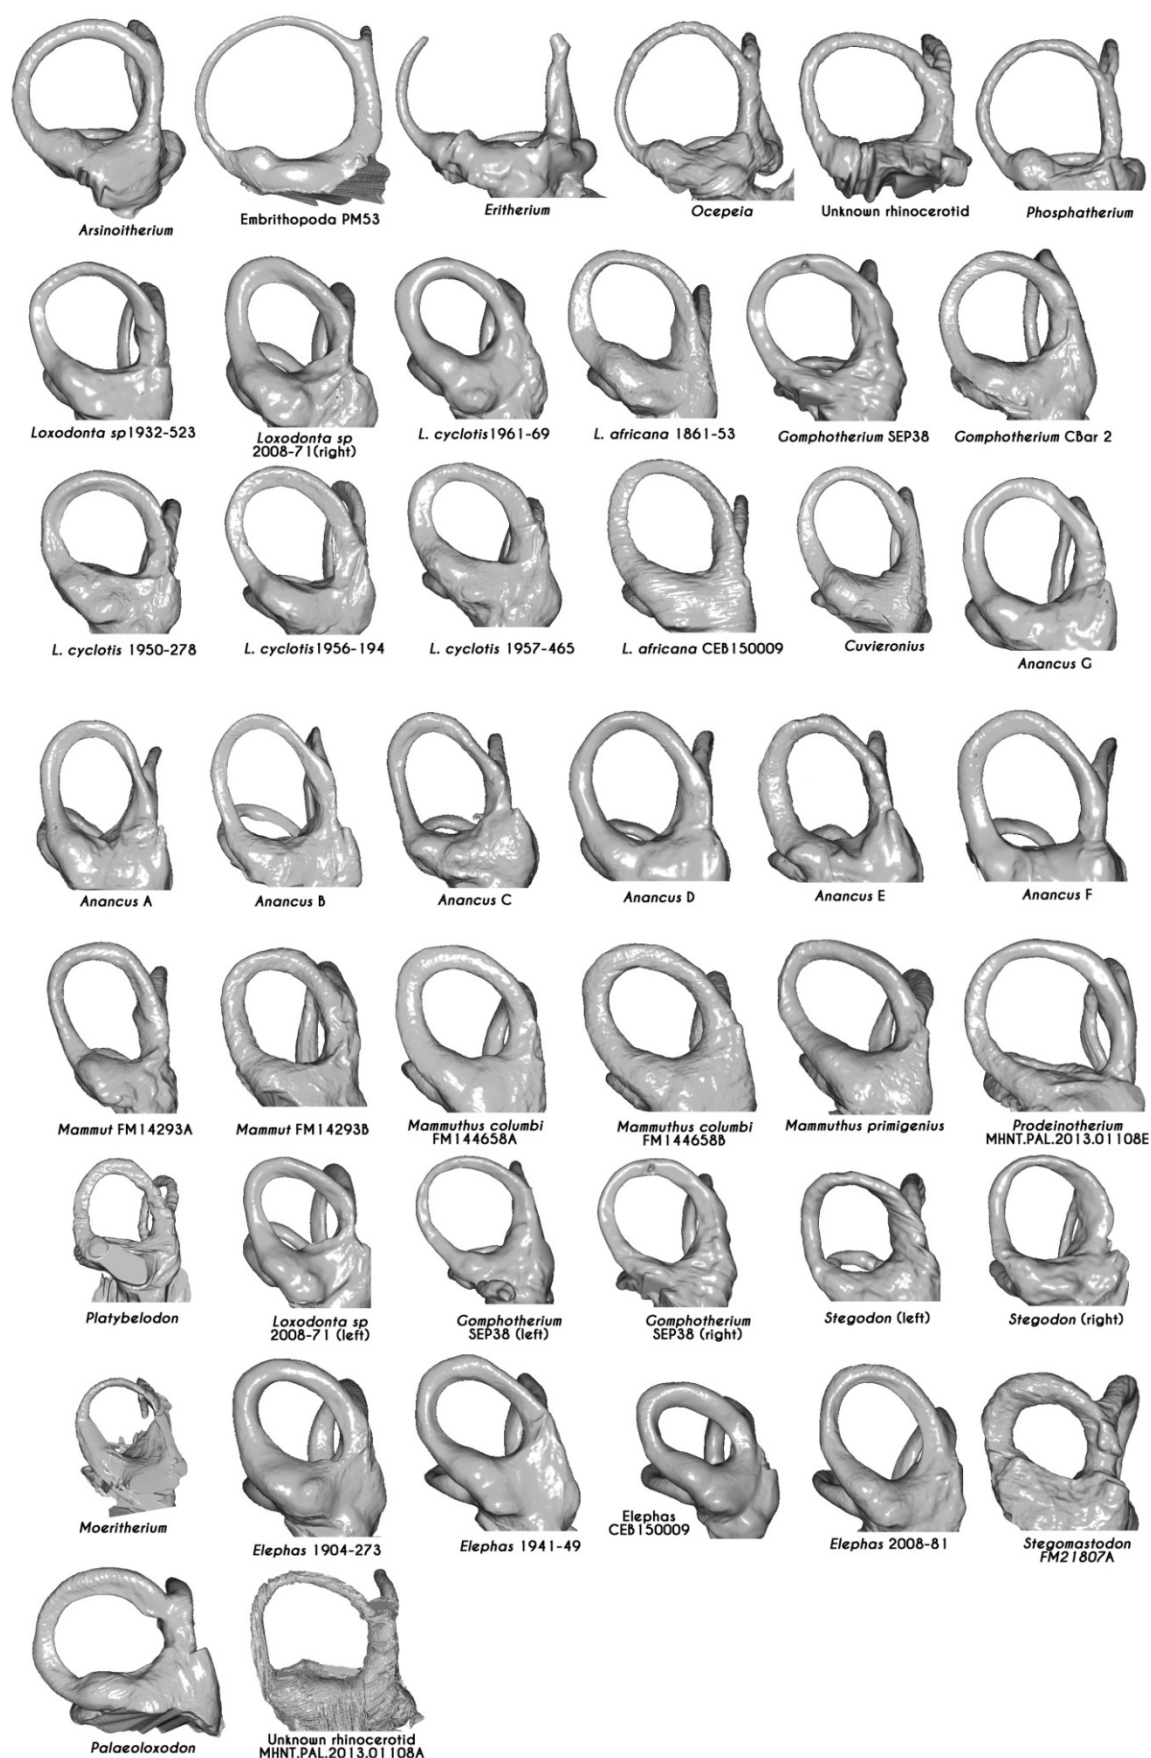 Arsinoitherium
Embrithopoda PM53
Eritherium
Ocepeia
Unknown rhinocerotid
Phosphatherium
Loxodonta sp1932-523
Loxodonta sp
2008-71(right)
L. cyclotis1961-69
L. africana 1861-53
Gomphotherium SEP38
Gomphotherium CBar 2
L. cyclotis 1950-278
L. cyclotis1956-194
L. cyclotis 1957-465
L. africana CEB150009
Cuvieronius
Anancus G
Anancus A
Anancus B
Anancus C
Anancus D
Anancus E
Anancus F
Mammut FM14293A
Mammut FM14293B
Mammuthus columbi
FM144658A
Mammuthus columbi
FM144658B
Mammuthus primigenius
Prodeinotherium
MHNT.PAL.2013.01108E
Platybelodon
Loxodonta sp
2008-71 (left)
Gomphotherium
SEP38 (left)
Gomphotherium
SEP38 (right)
Stegodon (left)
Stegodon (right)
Moeritherium
Elephas 1904-273
Elephas 1941-49
Elephas
CEB150009
Elephas 2008-81
Stegomastodon
FM21807A
Palaeoloxodon
Unknown rhinocerotid
MHNT.PAL.2013.01108A